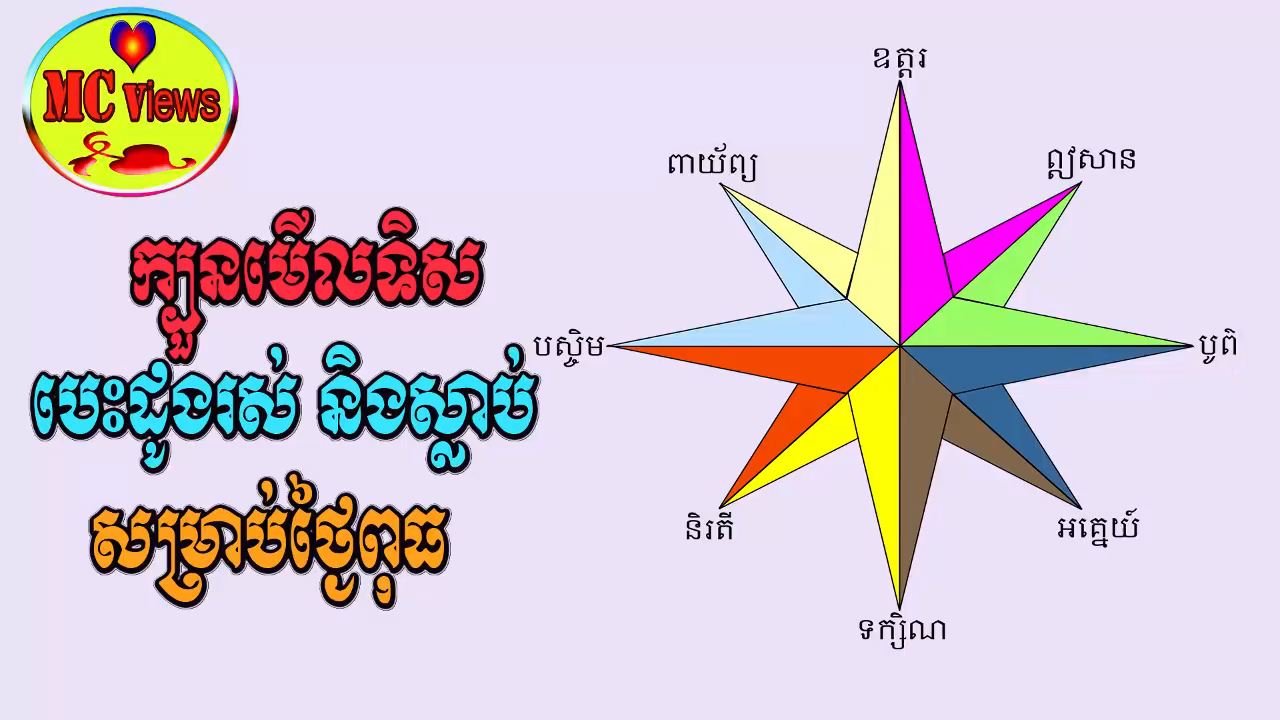 MC Views
ក្បួនមើលទិស
បេះដូងរស់ និងស្លាប់
សម្រាប់ថ្ងៃពុធ
ឧត្តរ
ពាយ័ព្យ
ឦសាន
បស្ចិម
បូព៌
និរតី
អគ្នេយ៍
ទក្សិណ